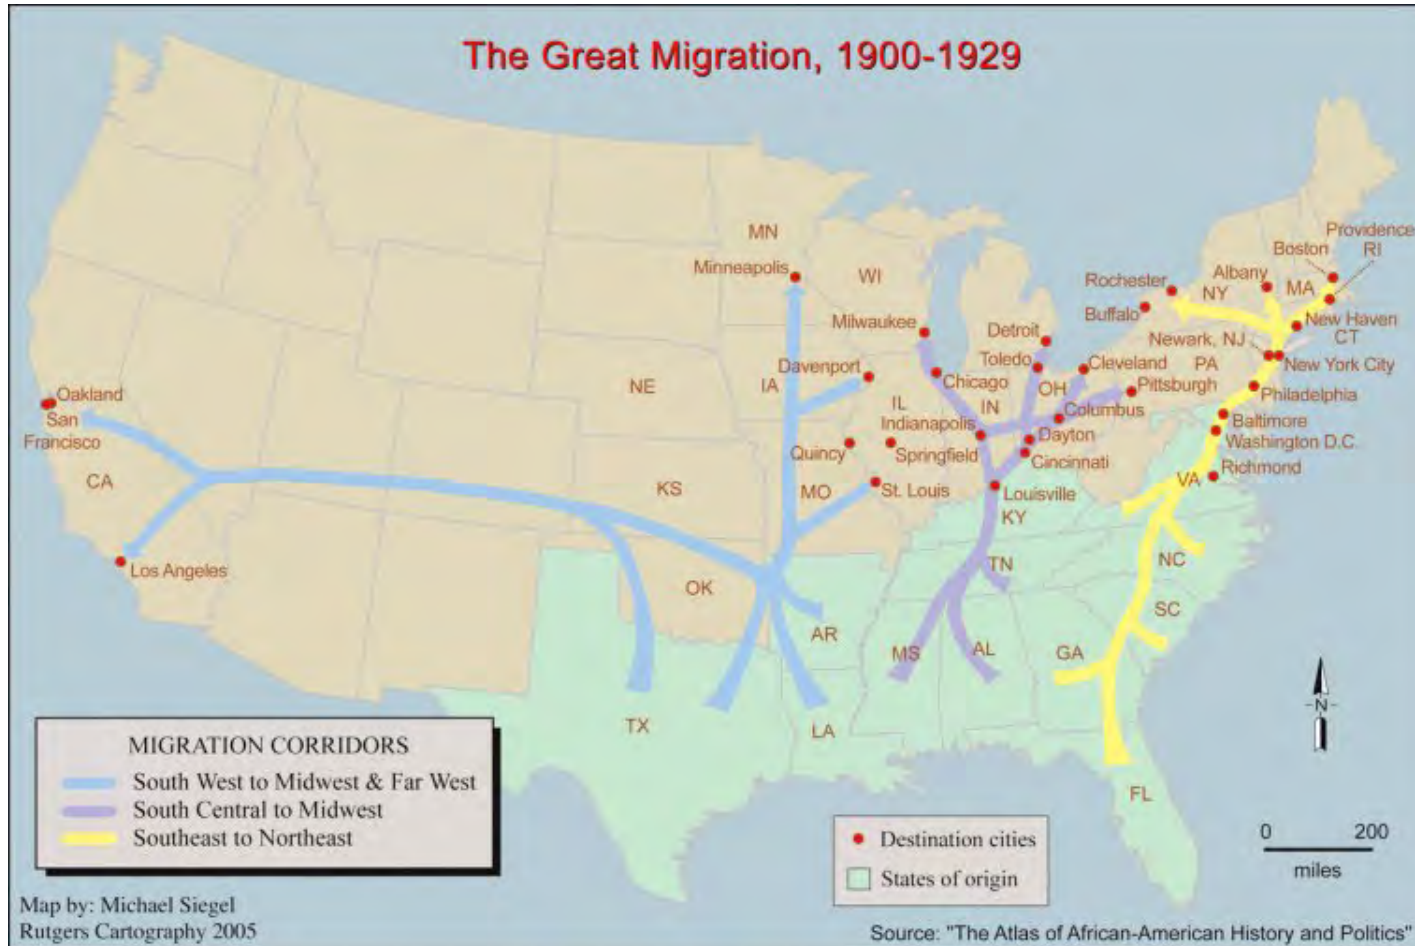 The Great Migration, 1900-1929
MN
Minneapolis
WI
Milwaukee
Detroit
Toledo
Cleveland
Pittsburgh
Rochester
Buffalo
Albany
NY
Boston
Providence
RI
MA
New Haven
CT
Newark, NJ
New York City
PA
Philadelphia
Baltimore
Washington D.C.
Richmond
VA
Davenport
Chicago
IA
NE
IL
IN
OH
Indianapolis
Columbus
Dayton
Cincinnati
Quincy
Springfield
Oakland
San
Francisco
CA
KS
MO
St. Louis
Louisville
KY
Los Angeles
OK
TN
NC
AR
MS
AL
GA
SC
TX
LA
FL
-N-
MIGRATION CORRIDORS
South West to Midwest & Far West
South Central to Midwest
Southeast to Northeast
Destination cities
States of origin
0 200
miles
Map by: Michael Siegel
Rutgers Cartography 2005
Source: "The Atlas of African-American History and Politics"